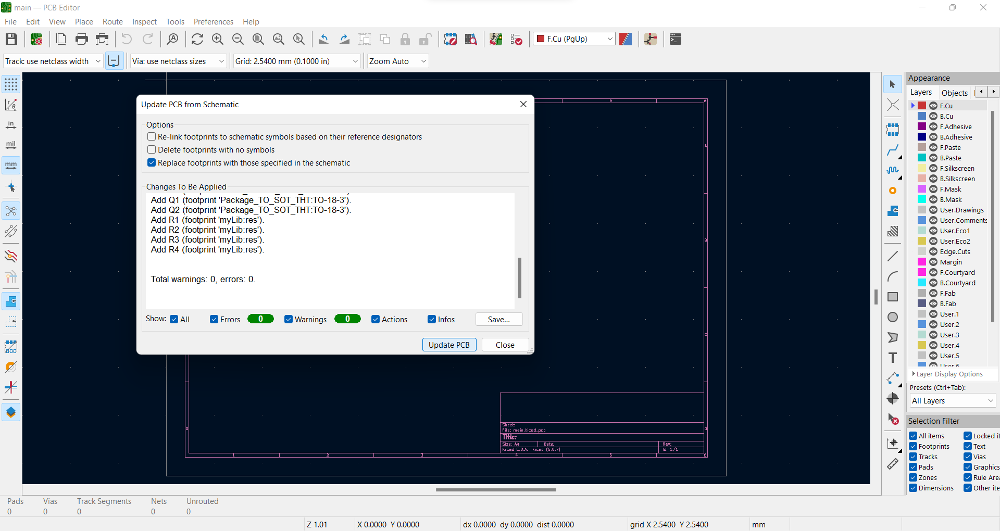 main — PCB Editor
File Edit View Place Route Inspect Tools Preferences Help
F.Cu (PgUp)
Track: use netclass width
Via: use netclass sizes
Grid: 2.5400 mm (0.1000 in)
Zoom Auto
in
mil
mm
Update PCB from Schematic
Options
Re-link footprints to schematic symbols based on their reference designators
Delete footprints with no symbols
Replace footprints with those specified in the schematic
Changes To Be Applied
Add Q1 (footprint 'Package_TO_SOT_THT:TO-18-3').
Add Q2 (footprint 'Package_TO_SOT_THT:TO-18-3').
Add R1 (footprint 'myLib:res').
Add R2 (footprint 'myLib:res').
Add R3 (footprint 'myLib:res').
Add R4 (footprint 'myLib:res').
Total warnings: 0, errors: 0.
Show: All Errors 0 Warnings 0 Actions Infos Save...
Update PCB Close
5 6
A
B
C
D D
Sheet:
File: main.kicad_pcb
Title:
Size: A4 Date: Rev:
KiCad E.D.A. kicad (6.0.7) Id: 1/1
1 2 3 4 5 6
Appearance
Layers Objects
F.Cu
B.Cu
F.Adhesive
B.Adhesive
F.Paste
B.Paste
F.Silkscreen
B.Silkscreen
F.Mask
B.Mask
User.Drawings
User.Comments
User.Eco1
User.Eco2
Edge.Cuts
Margin
F.Courtyard
B.Courtyard
F.Fab
B.Fab
User.1
User.2
User.3
User.4
User.5
User.6
Layer Display Options
Presets (Ctrl+Tab):
All Layers
Selection Filter
All items Locked it
Footprints Text
Tracks Vias
Pads Graphics
Zones Rule Area
Dimensions Other ite
Pads Vias Track Segments Nets Unrouted
0 0 0 0 0
Z 1.01 X 0.0000 Y 0.0000 dx 0.0000 dy 0.0000 dist 0.0000 grid X 2.5400 Y 2.5400 mm